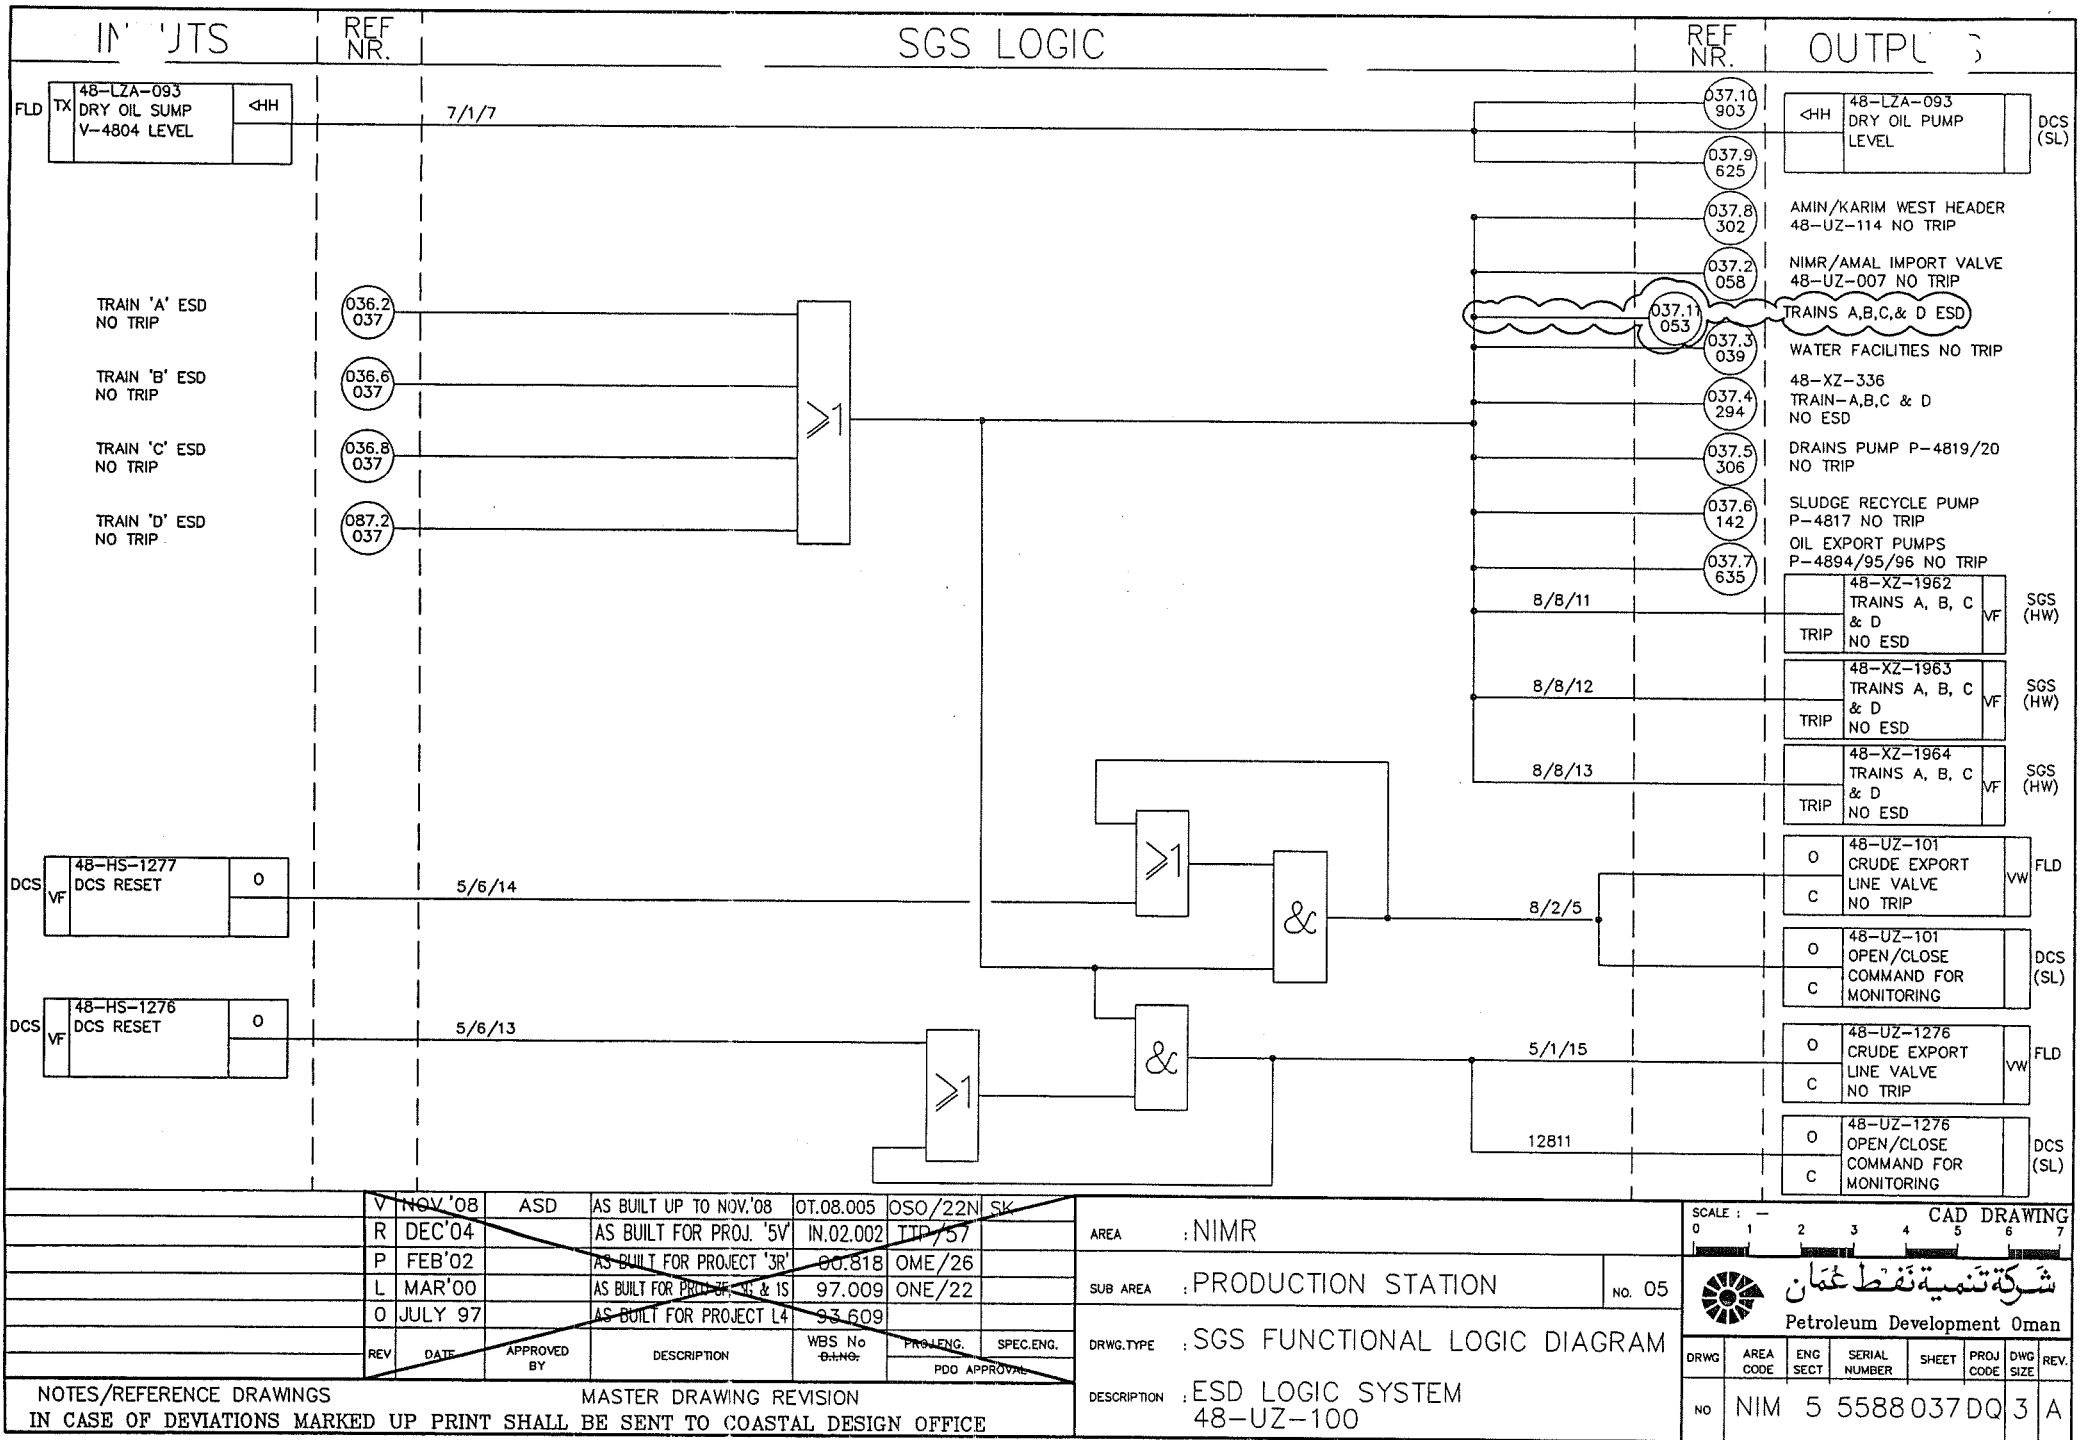 REF
NR.
SGS LOGIC
REF
NR.
FLD
TX
48-LZA-093
DRY OIL SUMP
V-4804 LEVEL
<HH
7/1/7
037.10
903
<HH
48-LZA-093
DRY OIL PUMP
LEVEL
DCS
(SL)
037.9
625
037.8
302
AMIN/KARIM WEST HEADER
48-UZ-114 NO TRIP
037.2
058
NIMR/AMAL IMPORT VALVE
48-UZ-007 NO TRIP
037.11
053
TRAINS A,B,C,& D ESD
037.3
039
WATER FACILITIES NO TRIP
037.4
294
48-XZ-336
TRAIN-A,B,C & D
NO ESD
037.5
306
DRAINS PUMP P-4819/20
NO TRIP
037.6
142
SLUDGE RECYCLE PUMP
P-4817 NO TRIP
037.7
635
OIL EXPORT PUMPS
P-4894/95/96 NO TRIP
TRAIN 'A' ESD
NO TRIP
036.2
037
TRAIN 'B' ESD
NO TRIP
036.6
037
TRAIN 'C' ESD
NO TRIP
036.8
037
TRAIN 'D' ESD
NO TRIP
087.2
037
≥1
8/8/11
TRIP
48-XZ-1962
TRAINS A, B, C
& D
NO ESD
VF
SGS
(HW)
8/8/12
TRIP
48-XZ-1963
TRAINS A, B, C
& D
NO ESD
VF
SGS
(HW)
8/8/13
TRIP
48-XZ-1964
TRAINS A, B, C
& D
NO ESD
VF
SGS
(HW)
DCS
VF
48-HS-1277
DCS RESET
O
5/6/14
≥1
&
8/2/5
O
C
48-UZ-101
CRUDE EXPORT
LINE VALVE
NO TRIP
VW
FLD
O
C
48-UZ-101
OPEN/CLOSE
COMMAND FOR
MONITORING
DCS
(SL)
DCS
VF
48-HS-1276
DCS RESET
O
5/6/13
≥1
&
5/1/15
O
C
48-UZ-1276
CRUDE EXPORT
LINE VALVE
NO TRIP
VW
FLD
12811
O
C
48-UZ-1276
OPEN/CLOSE
COMMAND FOR
MONITORING
DCS
(SL)
V NOV.'08 ASD AS BUILT UP TO NOV.'08 OT.08.005 OSO/22N SK
R DEC'04 AS BUILT FOR PROJ. '5V' IN.02.002 TTP/57
P FEB'02 AS BUILT FOR PROJECT '3R' 00.818 OME/26
L MAR'00 AS BUILT FOR & 1S 97.009 ONE/22
O JULY 97 AS BUILT FOR PROJECT L4 93.609
REV DATE APPROVED BY DESCRIPTION WBS No D.I.NO. PROJ.ENG. SPEC.ENG.
PDO APPROVAL
NOTES/REFERENCE DRAWINGS
MASTER DRAWING REVISION
IN CASE OF DEVIATIONS MARKED UP PRINT SHALL BE SENT TO COASTAL DESIGN OFFICE
AREA : NIMR
SUB AREA : PRODUCTION STATION
NO. 05
DRWG.TYPE : SGS FUNCTIONAL LOGIC DIAGRAM
DESCRIPTION : ESD LOGIC SYSTEM
48-UZ-100
SCALE : -
CAD DRAWING
0 1 2 3 4 5 6 7
شركة تنمية نفط عُمان
Petroleum Development Oman
DRWG AREA CODE ENG SECT SERIAL NUMBER SHEET PROJ CODE DWG SIZE REV.
NO NIM 5 5588 037 DQ 3 A